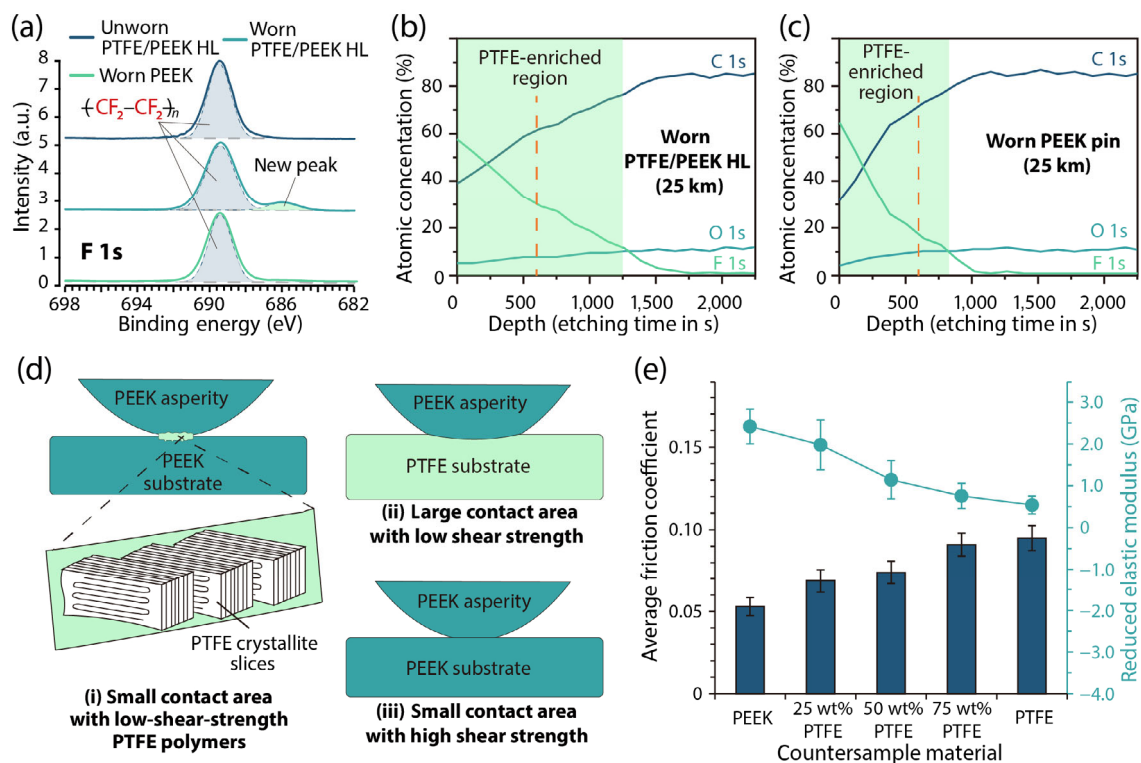 (a)
Unworn
PTFE/PEEK HL
Worn
PTFE/PEEK HL
Worn PEEK
(CF2–CF2)n
New peak
F 1s
Intensity (a.u.)
8
7
6
5
4
3
2
1
0
698
694
690
686
682
Binding energy (eV)
(b)
PTFE-enriched
region
C 1s
Worn
PTFE/PEEK HL
(25 km)
O 1s
F 1s
Atomic concentration (%)
100
80
60
40
20
0
0
500
1,000
1,500
2,000
Depth (etching time in s)
(c)
PTFE-
enriched
region
C 1s
Worn PEEK pin
(25 km)
O 1s
F 1s
Atomic concentration (%)
100
80
60
40
20
0
0
500
1,000
1,500
2,000
Depth (etching time in s)
(d)
PEEK asperity
PEEK
substrate
PTFE crystallite
slices
(i) Small contact area
with low-shear-strength
PTFE polymers
PEEK asperity
PTFE substrate
(ii) Large contact area
with low shear strength
PEEK asperity
PEEK substrate
(iii) Small contact area
with high shear strength
(e)
Average friction coefficient
0.15
0.10
0.05
0
3.0
2.0
1.0
0
−1.0
−2.0
−3.0
−4.0
Reduced elastic modulus (GPa)
PEEK
25 wt%
PTFE
50 wt%
PTFE
75 wt%
PTFE
PTFE
Countersample material